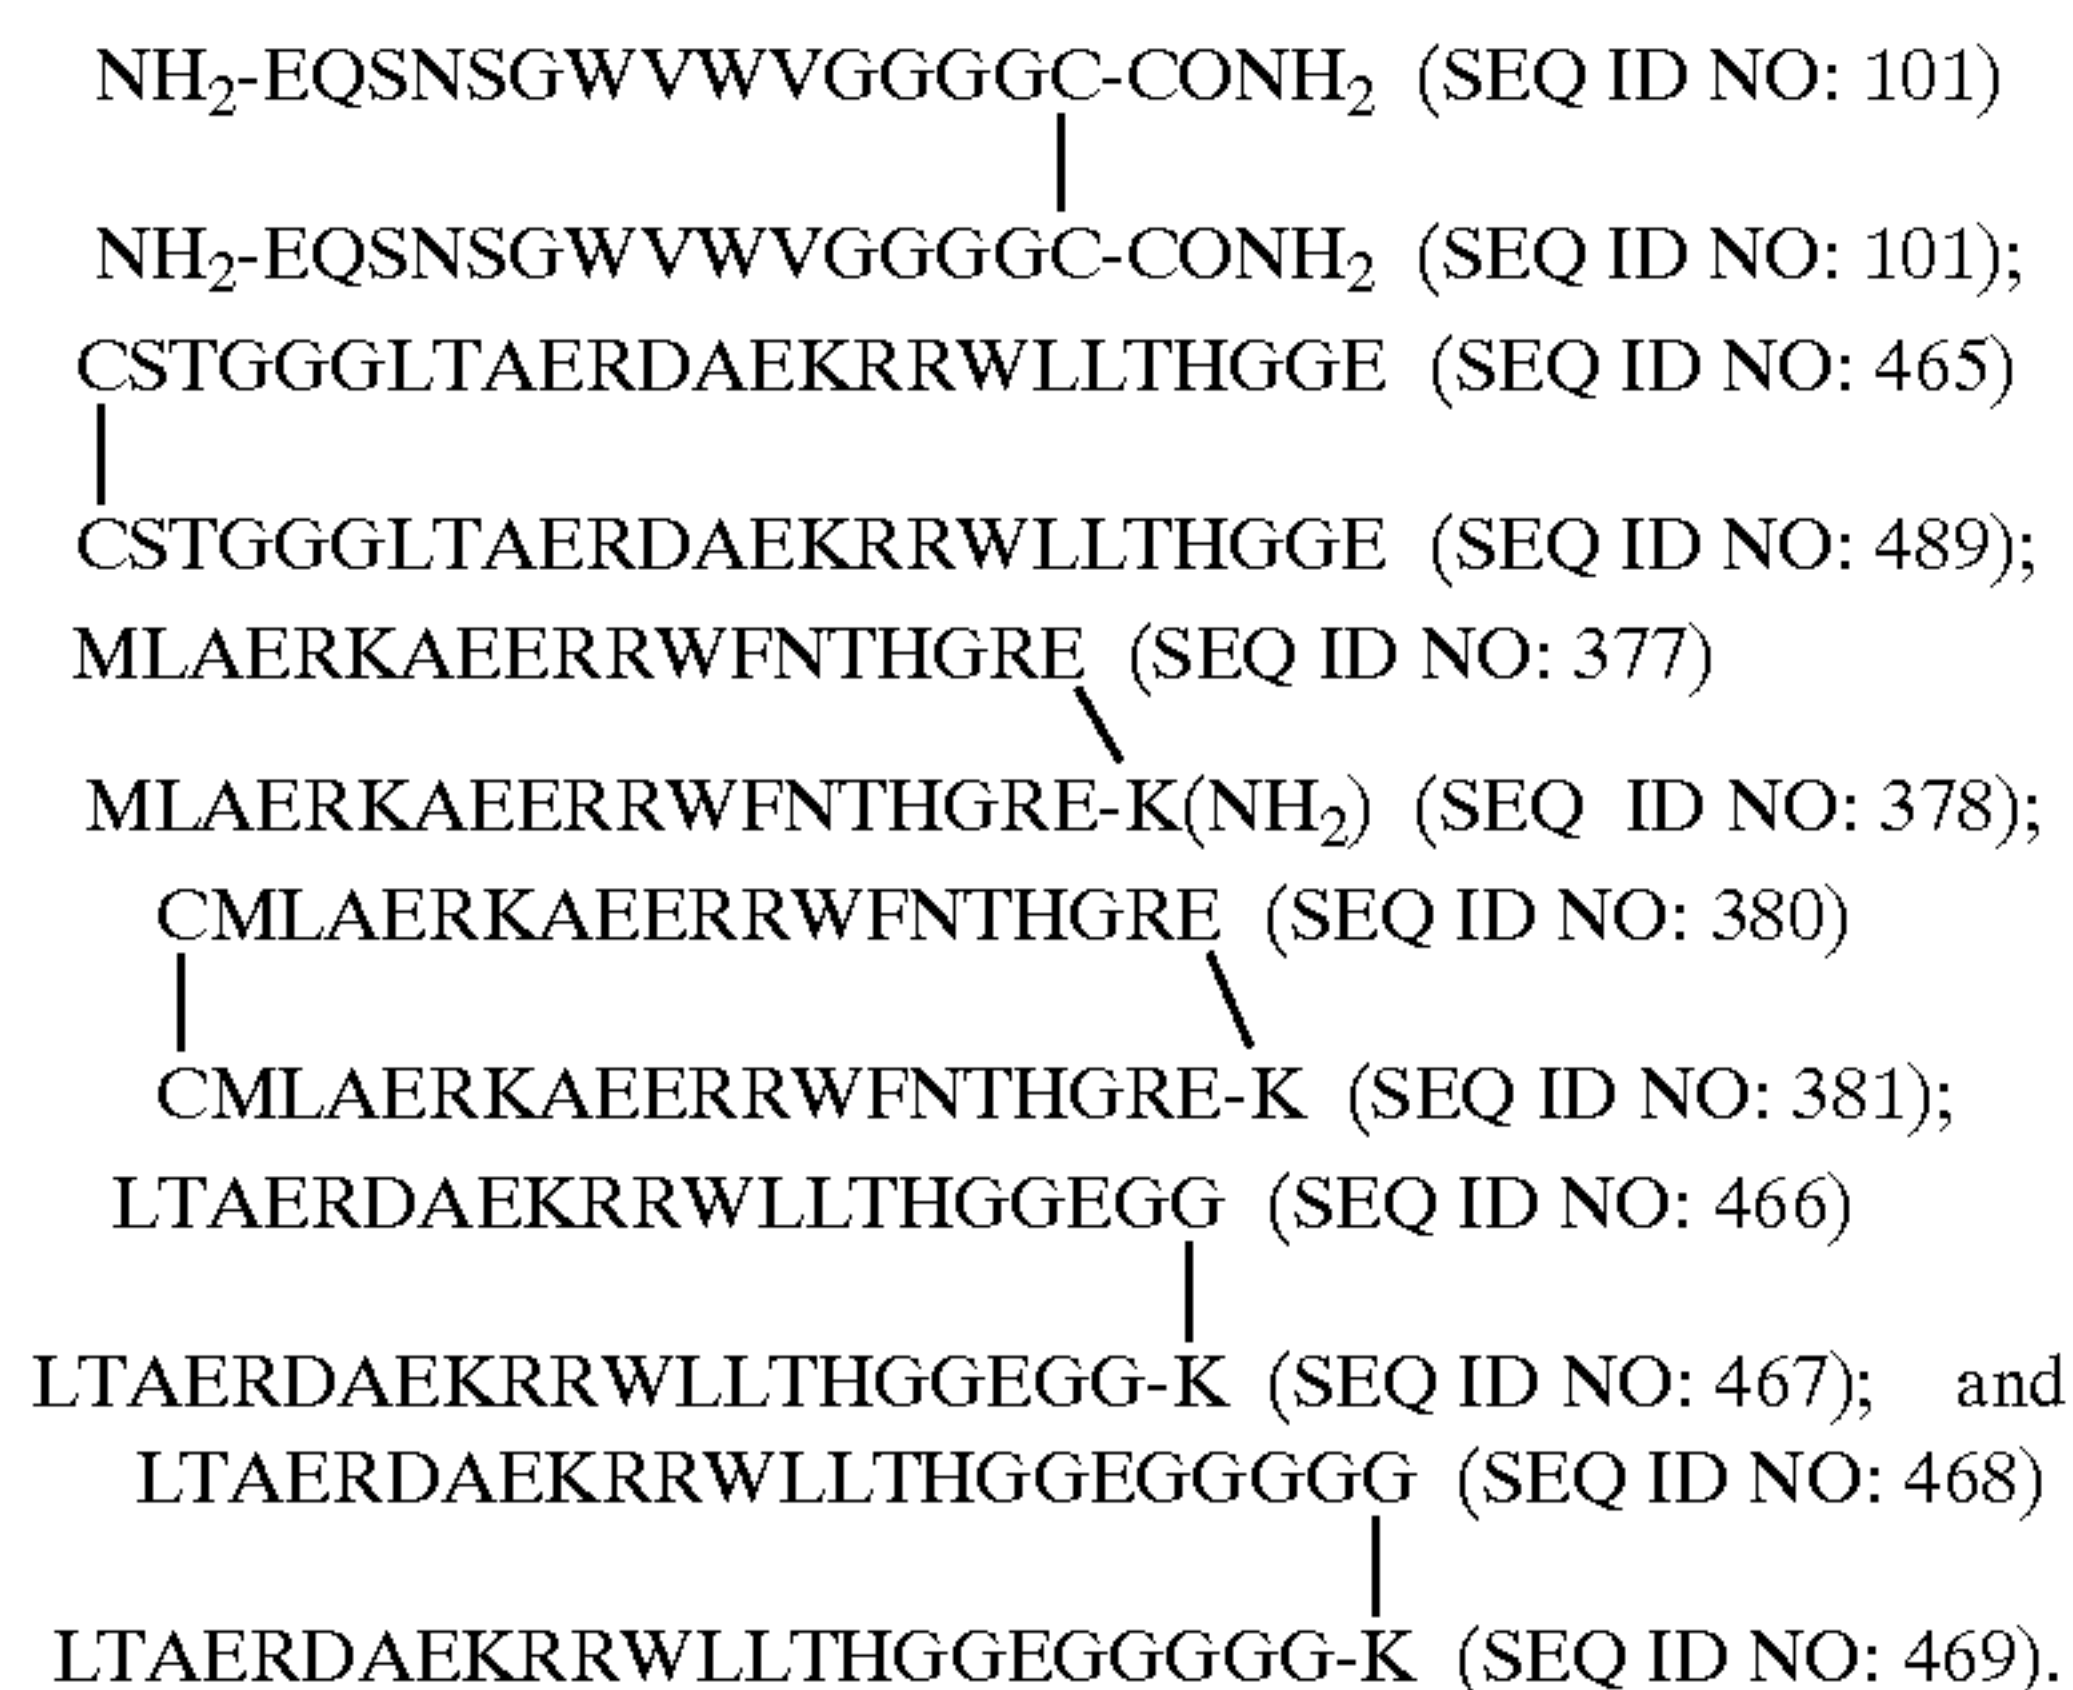 NH₂-EQSNSGWVWVGGGGC-CONH₂ (SEQ ID NO: 101)
NH₂-EQSNSGWVWVGGGGC-CONH₂ (SEQ ID NO: 101);
CSTGGGLTAERDAEKRRWLLTHGGE (SEQ ID NO: 465)
CSTGGGLTAERDAEKRRWLLTHGGE (SEQ ID NO: 489);
MLAERKAEERRWFNTHGRE (SEQ ID NO: 377)
MLAERKAEERRWFNTHGRE-K(NH₂) (SEQ ID NO: 378);
CMLAERKAEERRWFNTHGRE (SEQ ID NO: 380)
CMLAERKAEERRWFNTHGRE-K (SEQ ID NO: 381);
LTAERDAEKRRWLLTHGGEGG (SEQ ID NO: 466)
LTAERDAEKRRWLLTHGGEGG-K (SEQ ID NO: 467); and
LTAERDAEKRRWLLTHGGEGGGGG (SEQ ID NO: 468)
LTAERDAEKRRWLLTHGGEGGGGG-K (SEQ ID NO: 469).